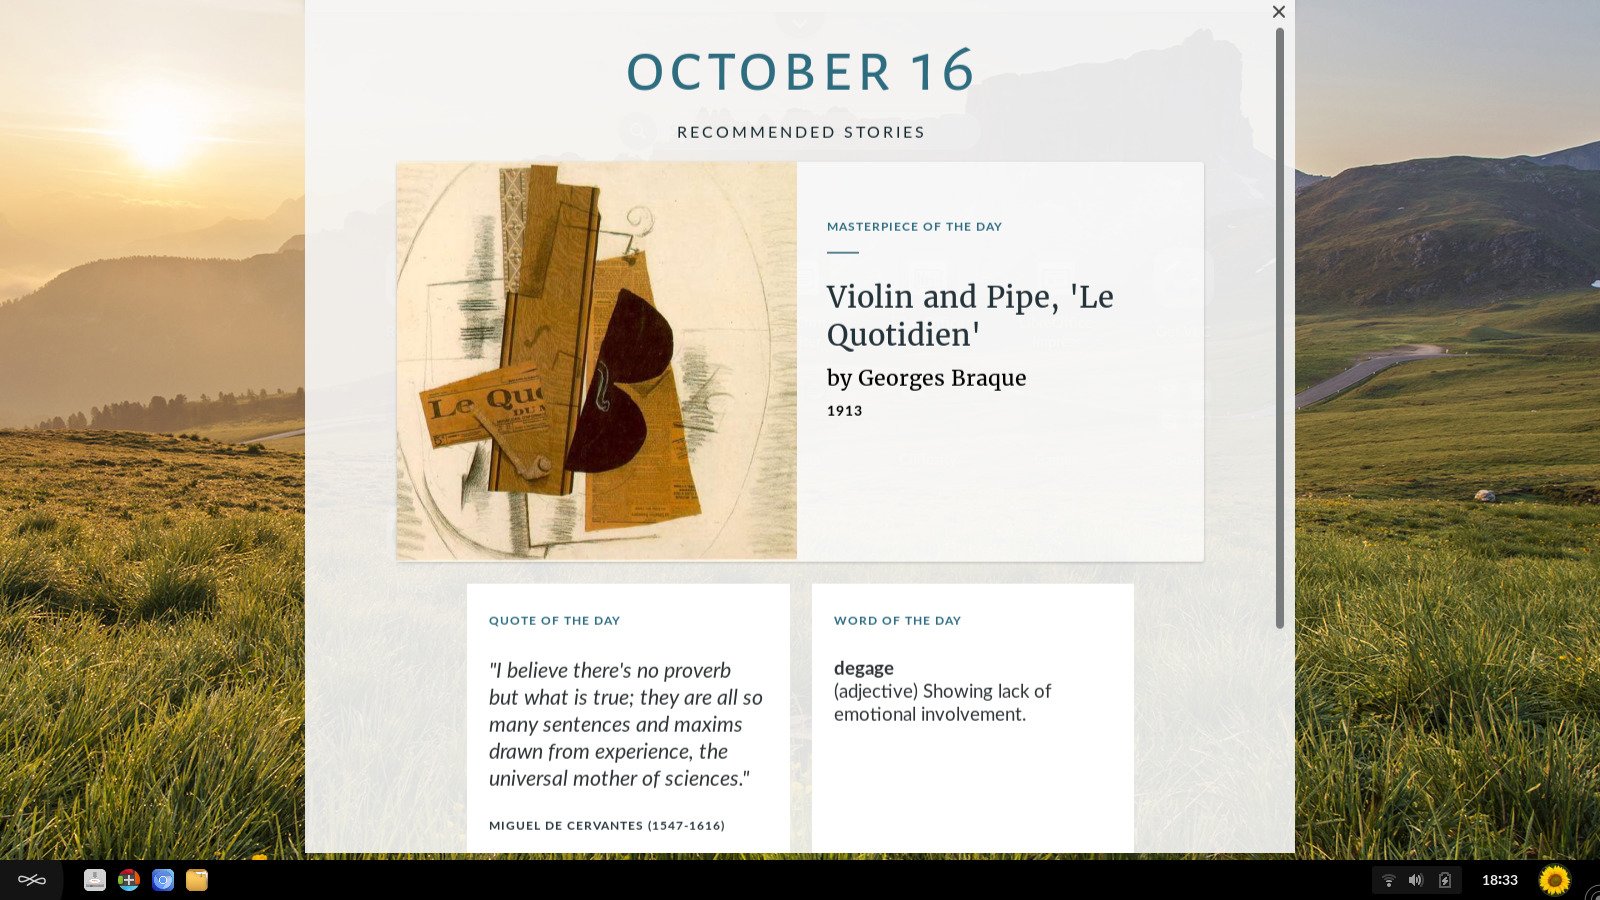 OCTOBER 16
RECOMMENDED STORIES
MASTERPIECE OF THE DAY
Violin and Pipe, 'Le
Quotidien'
by Georges Braque
1913
Le Quo
DU M
QUOTE OF THE DAY
"I believe there's no proverb
but what is true; they are all so
many sentences and maxims
drawn from experience, the
universal mother of sciences."
MIGUEL DE CERVANTES (1547-1616)
WORD OF THE DAY
degage
(adjective) Showing lack of
emotional involvement.
18:33